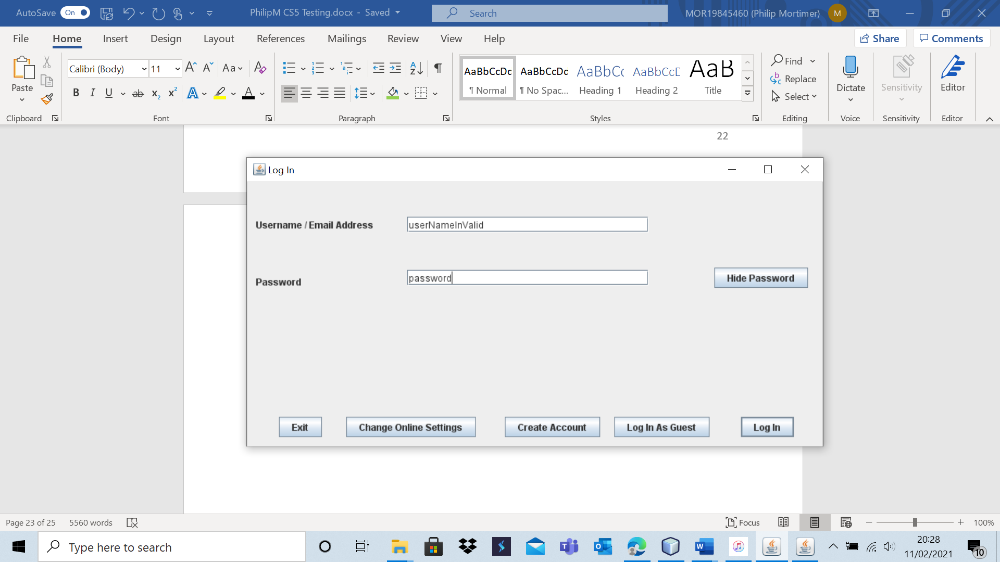 AutoSave On PhilipM CS5 Testing.docx - Saved Search MOR19845460 (Philip Mortimer) M
File Home Insert Design Layout References Mailings Review View Help Share Comments
Paste
Clipboard
Calibri (Body) 11 Aa
B I U ab x2 x2 A A
Font
Paragraph
AaBbCcDc AaBbCcDc AaBbCc AaBbCcD AaB
¶ Normal ¶ No Spac... Heading 1 Heading 2 Title
Styles
Find
Replace
Select
Editing
Dictate
Voice
Sensitivity
Sensitivity
Editor
Editor
22
Log In
Username / Email Address userNameInValid
Password password Hide Password
Exit Change Online Settings Create Account Log In As Guest Log In
Page 23 of 25 5560 words Focus 100%
Type here to search
20:28
11/02/2021
10